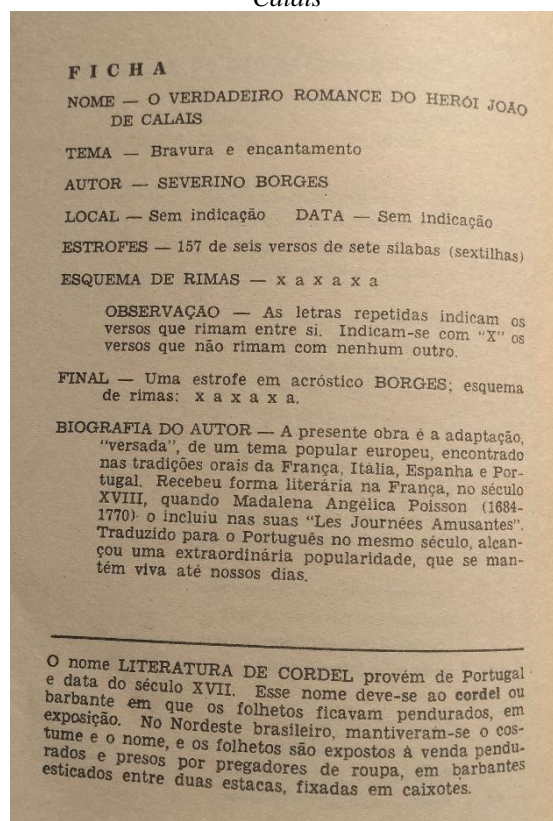 Calais
FICHA
NOME — O VERDADEIRO ROMANCE DO HERÓI JOÃO
DE CALAIS
TEMA — Bravura e encantamento
AUTOR — SEVERINO BORGES
LOCAL — Sem indicação DATA — Sem indicação
ESTROFES — 157 de seis versos de sete sílabas (sextilhas)
ESQUEMA DE RIMAS — x a x a x a
OBSERVAÇÃO — As letras repetidas indicam os
versos que rimam entre si. Indicam-se com "X" os
versos que não rimam com nenhum outro.
FINAL — Uma estrofe em acróstico BORGES; esquema
de rimas: x a x a x a.
BIOGRAFIA DO AUTOR — A presente obra é a adaptação,
"versada", de um tema popular europeu, encontrado
nas tradições orais da França, Itália, Espanha e Por-
tugal. Recebeu forma literária na França, no século
XVIII, quando Madalena Angélica Poisson (1684-
1770) o incluiu nas suas "Les Journées Amusantes".
Traduzido para o Português no mesmo século, alcan-
çou uma extraordinária popularidade, que se man-
tém viva até nossos dias.
O nome LITERATURA DE CORDEL provém de Portugal
e data do século XVII. Esse nome deve-se ao cordel ou
barbante em que os folhetos ficavam pendurados, em
exposição. No Nordeste brasileiro, mantiveram-se o cos-
tume e o nome, e os folhetos são expostos à venda pendu-
rados e presos por pregadores de roupa, em barbantes
esticados entre duas estacas, fixadas em caixotes.